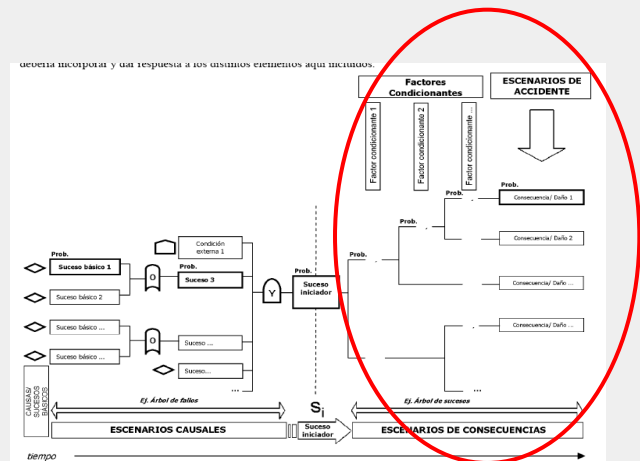 debería incorporar y dar respuesta a los distintos elementos aquí incluidos.
Factores
Condicionantes
ESCENARIOS DE
ACCIDENTE
Factor condicionante 1
Factor condicionante 2
Factor condicionante ...
Prob.
Consecuencia/ Daño 1
Prob.
Prob.
Consecuencia/ Daño 2
Prob.
Consecuencia/ Daño ...
Consecuencia/ Daño ...
Condición
externa 1
Prob.
Suceso básico 1
O
Prob.
Suceso 3
Suceso básico 2
Y
Prob.
Suceso
iniciador
Suceso básico ...
O
Suceso ...
Suceso básico ...
Suceso...
...
...
CAUSAS/
SUCESOS
BASICOS
Ej. Árbol de fallos
Si
Ej. Árbol de sucesos
ESCENARIOS CAUSALES
Suceso
iniciador
ESCENARIOS DE CONSECUENCIAS
tiempo